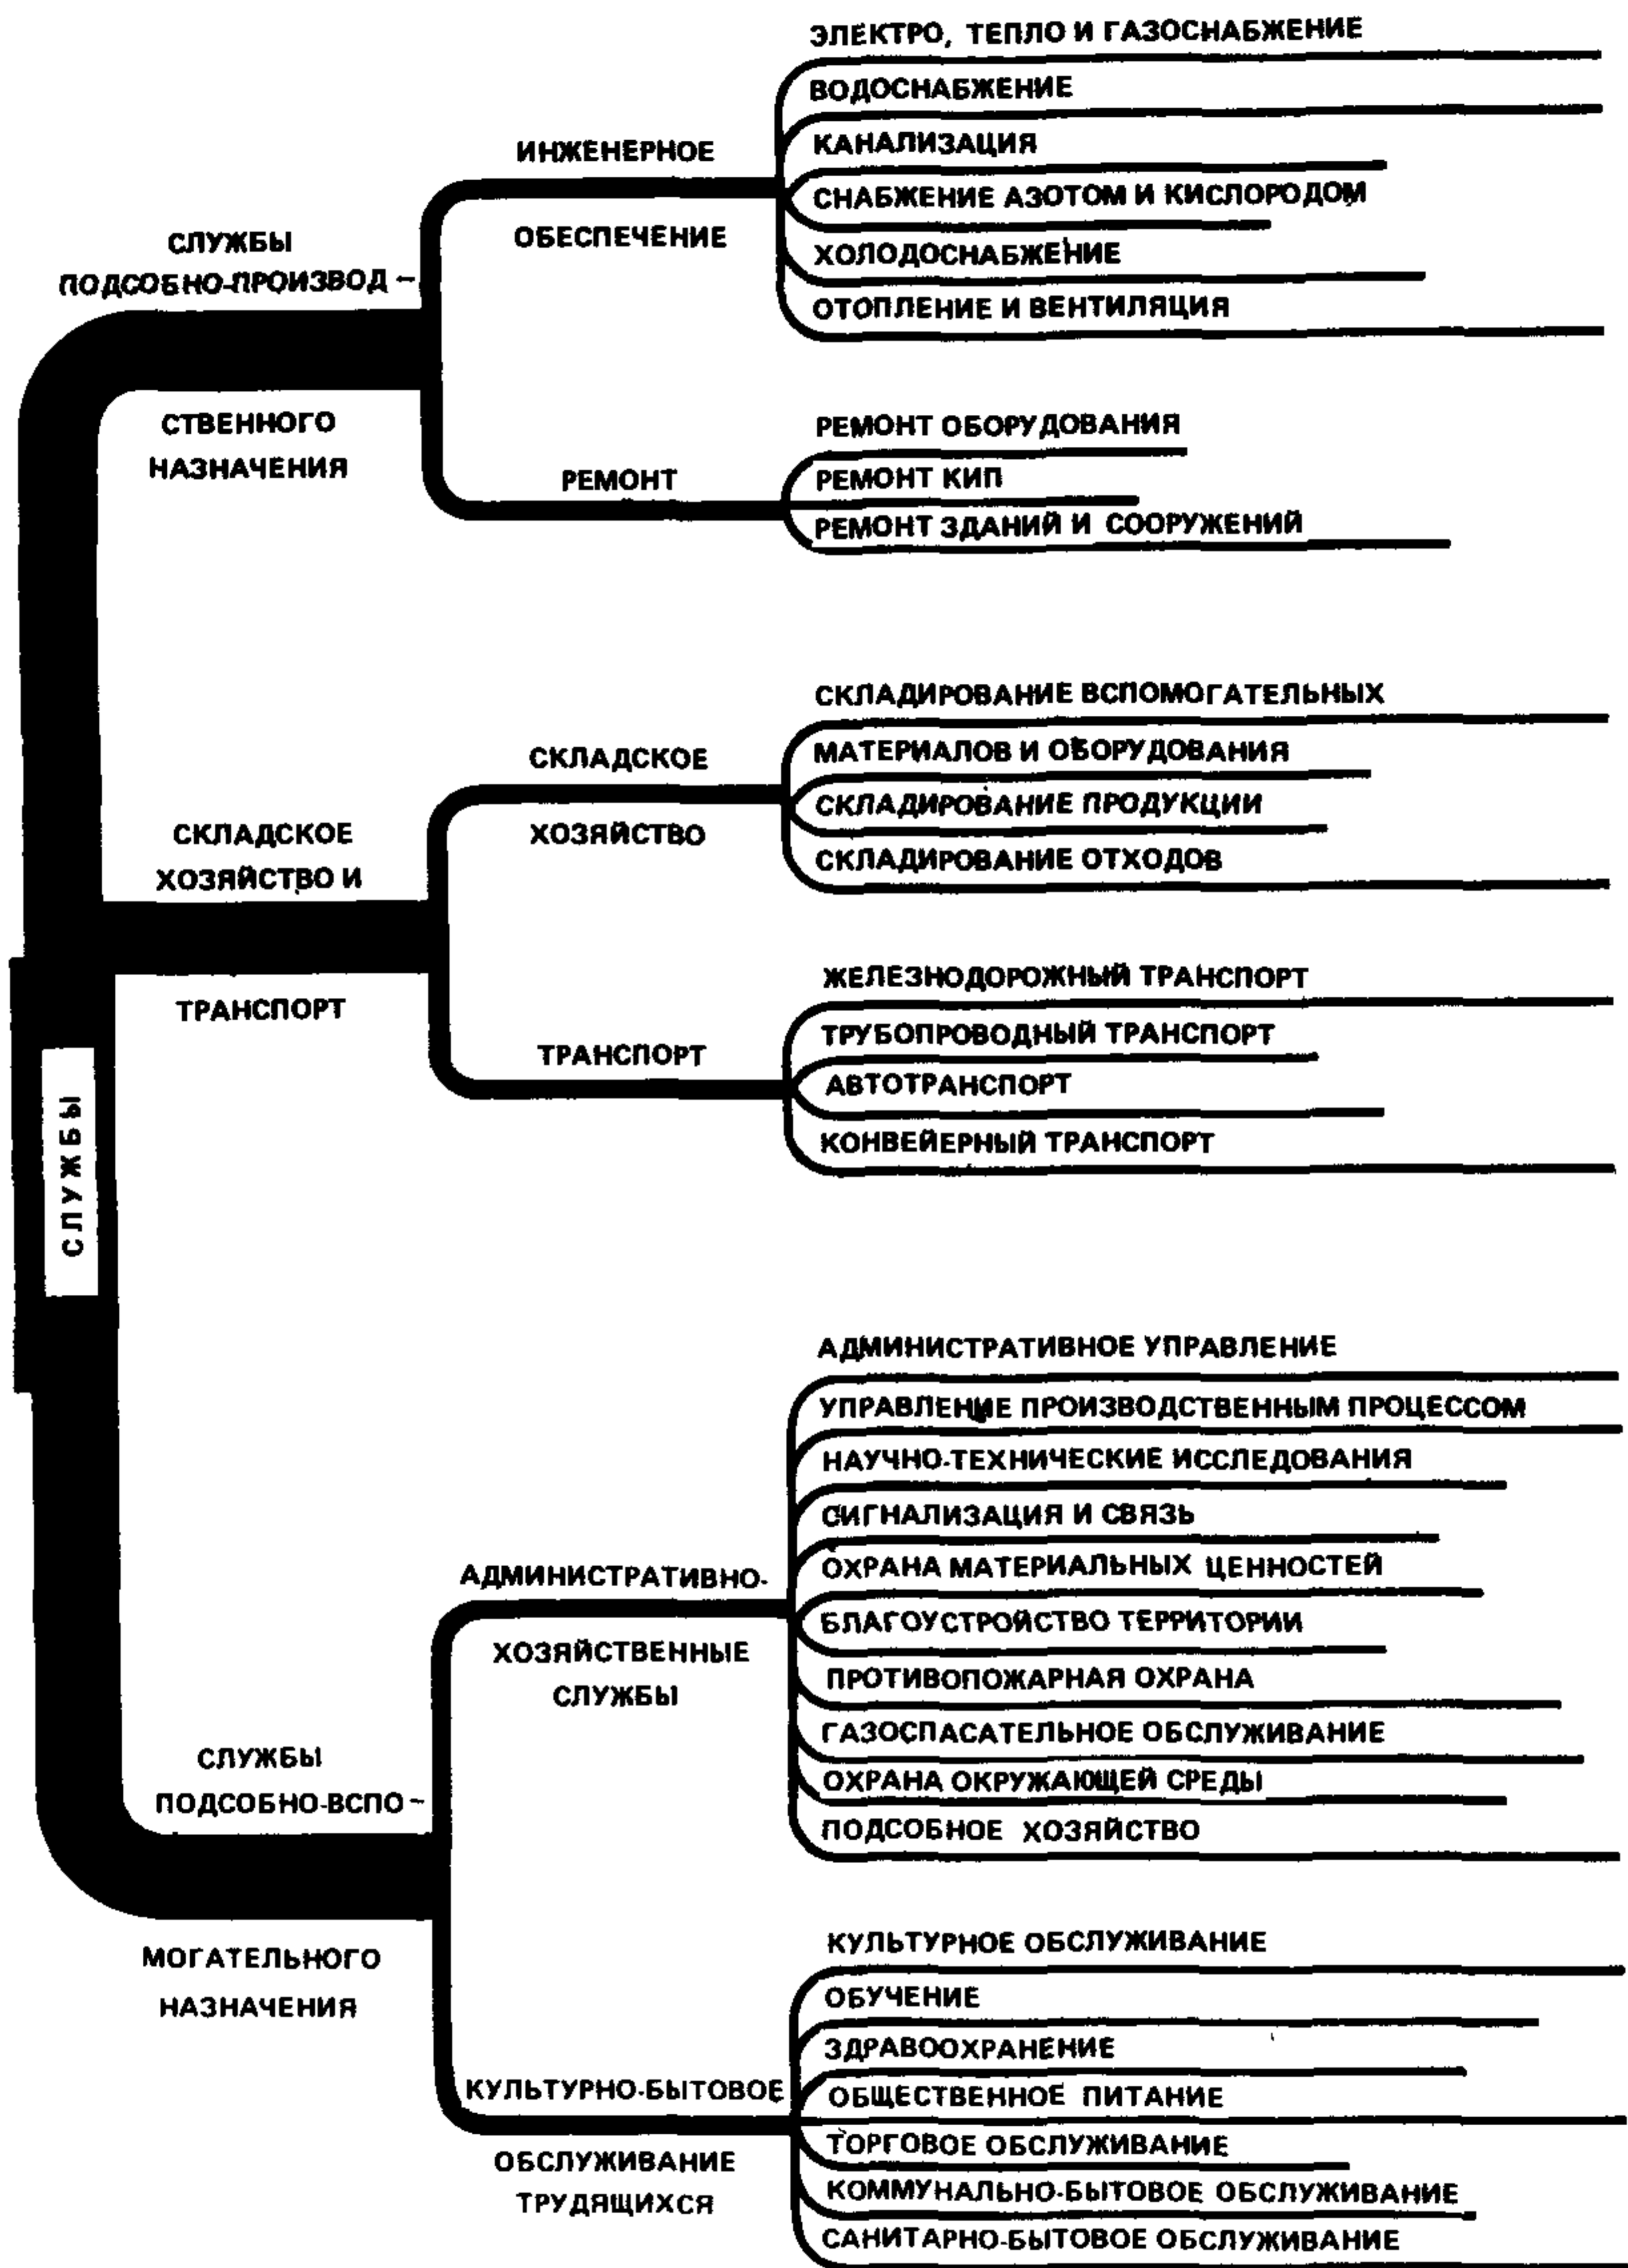 СЛУЖБЫ
СЛУЖБЫ
ПОДСОБНО-ПРОИЗВОД-
СТВЕННОГО
НАЗНАЧЕНИЯ
ИНЖЕНЕРНОЕ
ОБЕСПЕЧЕНИЕ
ЭЛЕКТРО, ТЕПЛО И ГАЗОСНАБЖЕНИЕ
ВОДОСНАБЖЕНИЕ
КАНАЛИЗАЦИЯ
СНАБЖЕНИЕ АЗОТОМ И КИСЛОРОДОМ
ХОЛОДОСНАБЖЕНИЕ
ОТОПЛЕНИЕ И ВЕНТИЛЯЦИЯ
РЕМОНТ
РЕМОНТ ОБОРУДОВАНИЯ
РЕМОНТ КИП
РЕМОНТ ЗДАНИЙ И СООРУЖЕНИЙ
СКЛАДСКОЕ
ХОЗЯЙСТВО И
ТРАНСПОРТ
СКЛАДСКОЕ
ХОЗЯЙСТВО
СКЛАДИРОВАНИЕ ВСПОМОГАТЕЛЬНЫХ
МАТЕРИАЛОВ И ОБОРУДОВАНИЯ
СКЛАДИРОВАНИЕ ПРОДУКЦИИ
СКЛАДИРОВАНИЕ ОТХОДОВ
ТРАНСПОРТ
ЖЕЛЕЗНОДОРОЖНЫЙ ТРАНСПОРТ
ТРУБОПРОВОДНЫЙ ТРАНСПОРТ
АВТОТРАНСПОРТ
КОНВЕЙЕРНЫЙ ТРАНСПОРТ
СЛУЖБЫ
ПОДСОБНО-ВСПО-
МОГАТЕЛЬНОГО
НАЗНАЧЕНИЯ
АДМИНИСТРАТИВНО-
ХОЗЯЙСТВЕННЫЕ
СЛУЖБЫ
АДМИНИСТРАТИВНОЕ УПРАВЛЕНИЕ
УПРАВЛЕНИЕ ПРОИЗВОДСТВЕННЫМ ПРОЦЕССОМ
НАУЧНО-ТЕХНИЧЕСКИЕ ИССЛЕДОВАНИЯ
СИГНАЛИЗАЦИЯ И СВЯЗЬ
ОХРАНА МАТЕРИАЛЬНЫХ ЦЕННОСТЕЙ
БЛАГОУСТРОЙСТВО ТЕРРИТОРИИ
ПРОТИВОПОЖАРНАЯ ОХРАНА
ГАЗОСПАСАТЕЛЬНОЕ ОБСЛУЖИВАНИЕ
ОХРАНА ОКРУЖАЮЩЕЙ СРЕДЫ
ПОДСОБНОЕ ХОЗЯЙСТВО
КУЛЬТУРНО-БЫТОВОЕ
ОБСЛУЖИВАНИЕ
ТРУДЯЩИХСЯ
КУЛЬТУРНОЕ ОБСЛУЖИВАНИЕ
ОБУЧЕНИЕ
ЗДРАВООХРАНЕНИЕ
ОБЩЕСТВЕННОЕ ПИТАНИЕ
ТОРГОВОЕ ОБСЛУЖИВАНИЕ
КОММУНАЛЬНО-БЫТОВОЕ ОБСЛУЖИВАНИЕ
САНИТАРНО-БЫТОВОЕ ОБСЛУЖИВАНИЕ